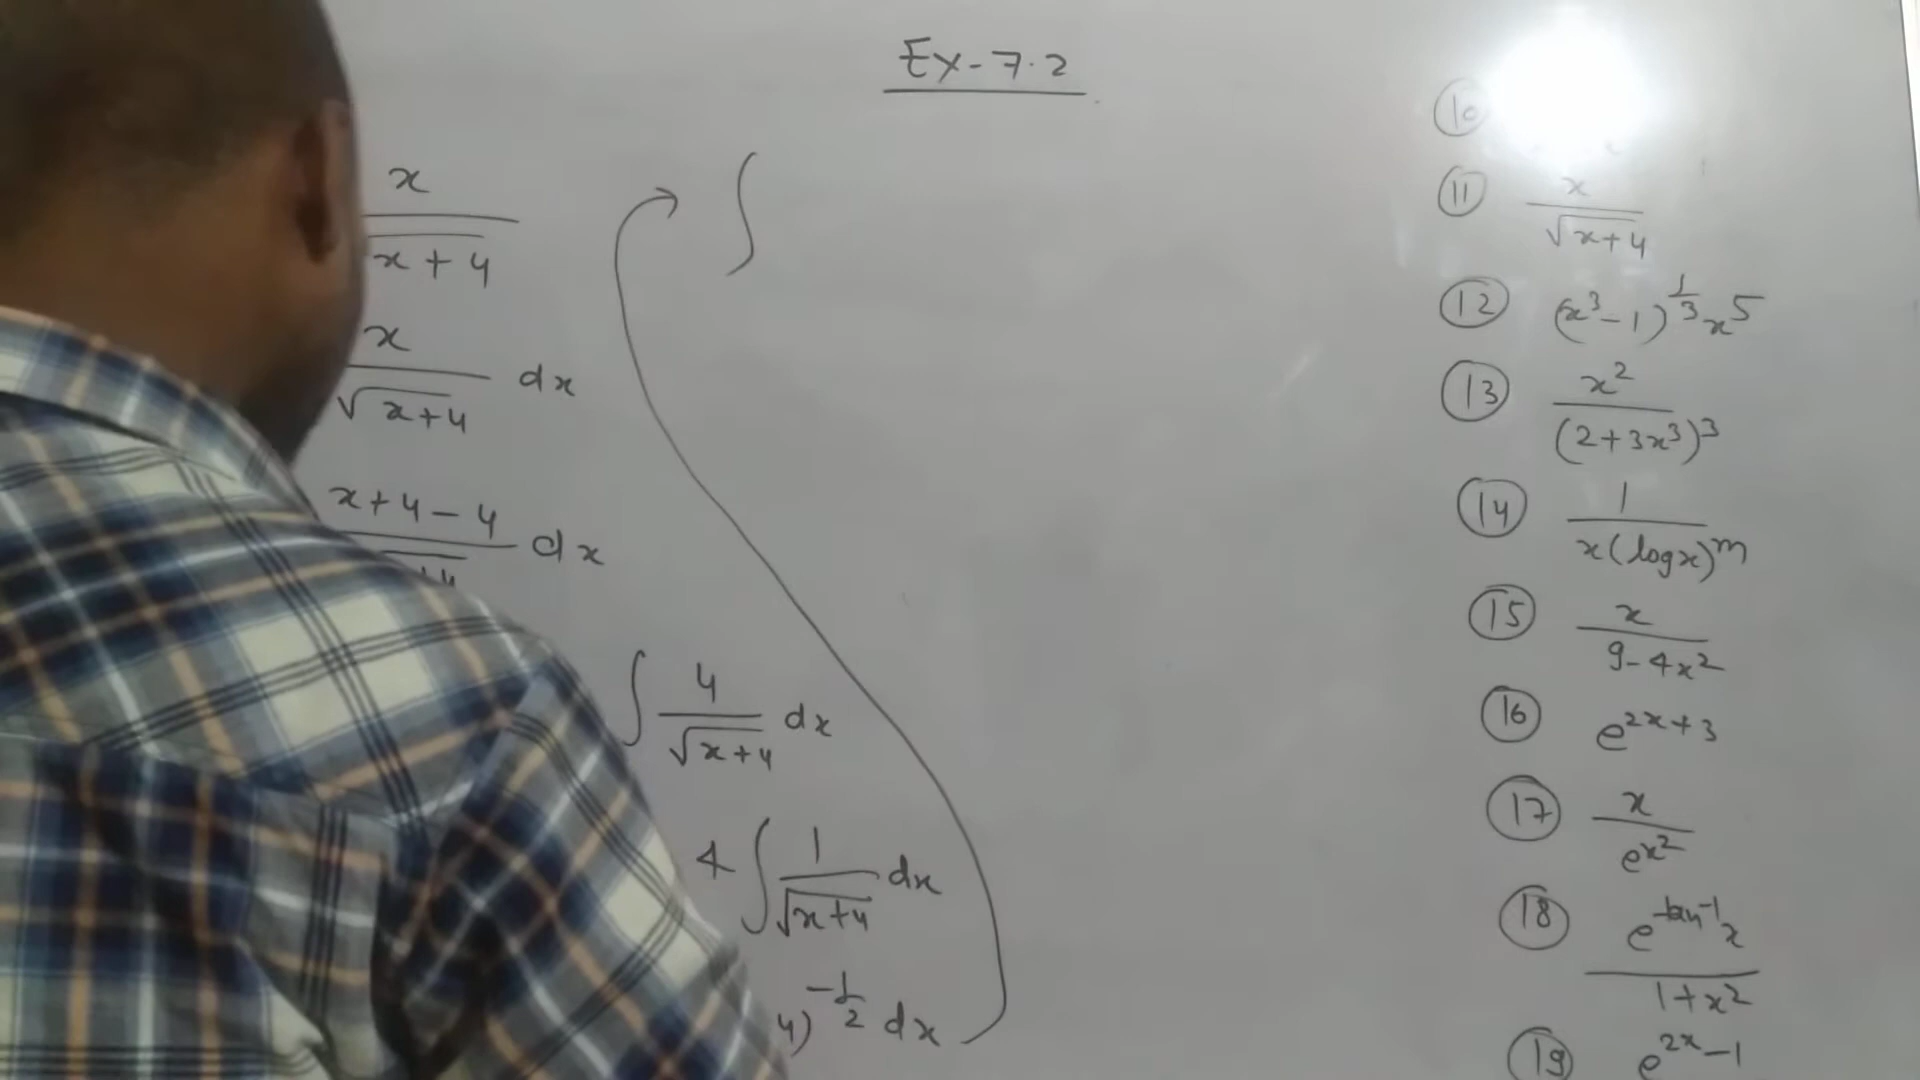 Ex-7.2
x
x+4
x
√x+4 dx
x+4-4 dx
∫ 4
√x+4 dx
4 ∫ 1
√x+4 dx
4)^-1/2 dx
∫
10
11 x
√x+4
12 (x³-1)^1/3 x⁵
13 x²
(2+3x³)³
14 1
x(logx)^m
15 x
9-4x²
16 e^2x+3
17 x
e^x²
18 e^tan⁻¹x
1+x²
19 e^2x-1